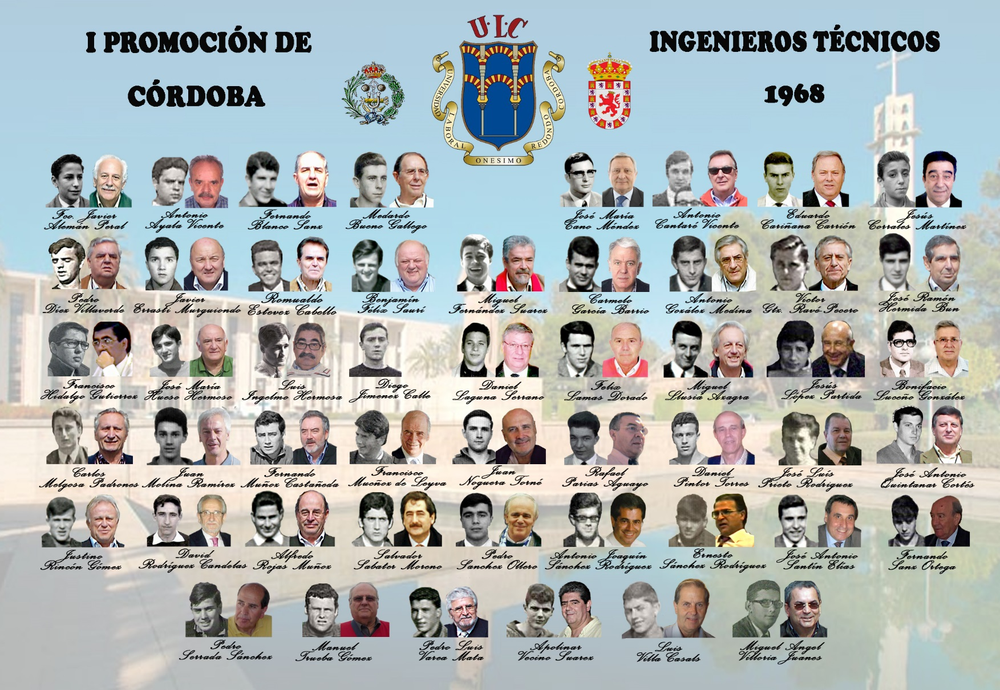 I PROMOCIÓN DE
CÓRDOBA
U·L·C
UNIVERSIDAD LABORAL ONESIMO REDONDO CORDOBA
INGENIEROS TÉCNICOS
1968
Fco. Javier
Alemán Peral
Antonio
Ayala Vicente
Fernando
Blanco Sanz
Medardo
Bueno Gallego
José María
Cano Méndez
Antonio
Cantaré Vicente
Eduardo
Cariñana Carrión
Jesús
Corrales Martínez
Pedro
Díez Villaverde
Javier
Errasti Murguiondo
Romualdo
Estevez Cabello
Benjamín
Félix Saurí
Miguel
Fernández Suarez
Carmelo
García Barrio
Antonio
Gozález Medina
Victor
Gtz. Ravé-Pecero
José Ramón
Hermida Bun
Francisco
Hidalgo Gutierrez
José María
Hueso Hermoso
Luis
Ingelmo Hermosa
Diego
Jimenez Calle
Daniel
Laguna Serrano
Felix
Lamas Dorado
Miguel
Llusiá Azagra
Jesús
López Partida
Bonifacio
Luceño González
Carlos
Melgosa Padrones
Juan
Molina Ramírez
Fernando
Muñoz Castañeda
Francisco
Mueñoz de Leyva
Juan
Noguera Torné
Rafael
Parias Aguayo
Daniel
Pintor Torres
José Luís
Prieto Rodriguez
José Antonio
Quintanar Cortés
Justino
Rincón Gómez
David
Rodríguez Candelas
Alfredo
Rojas Muñoz
Salvador
Sabater Moreno
Pedro
Sanchez Ollero
Antonio Joaquín
Sánchez Rodríguez
Ernesto
Sánchez Rodríguez
José Antonio
Santín Elías
Fernando
Sanz Ortega
Pedro
Serrada Sánchez
Manuel
Trueba Gómez
Pedro Luis
Varea Mata
Apolinar
Vecino Suarez
Luis
Villa Casals
Miguel Angel
Villoria Juanes